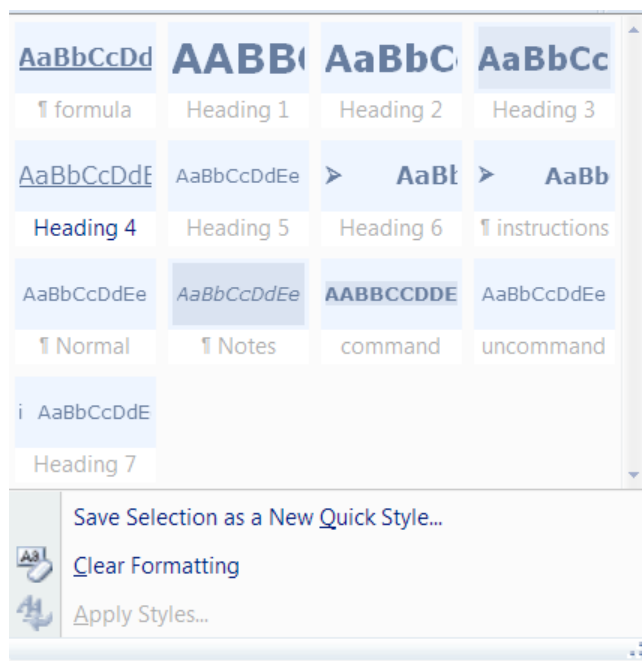 AaBbCcDd AABB( AaBbC AaBbCc
¶ formula Heading 1 Heading 2 Heading 3
AaBbCcDdE AaBbCcDdEe ➢ AaBb ➢ AaBb
Heading 4 Heading 5 Heading 6 ¶ instructions
AaBbCcDdEe AaBbCcDdEe AABBCCDDE AaBbCcDdEe
¶ Normal ¶ Notes command uncommand
i AaBbCcDdE
Heading 7
Save Selection as a New Quick Style...
Clear Formatting
Apply Styles...